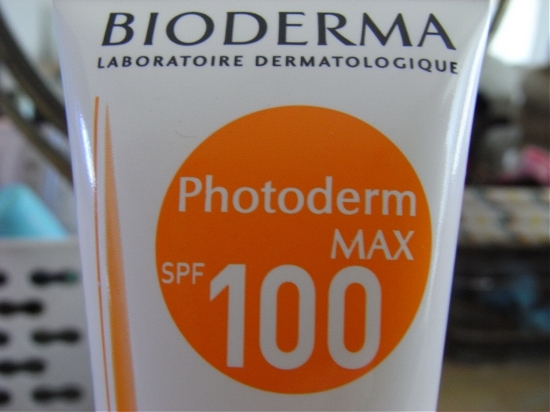 BIODERMA
LABORATOIRE DERMATOLOGIQUE
Photoderm
MAX
SPF 100